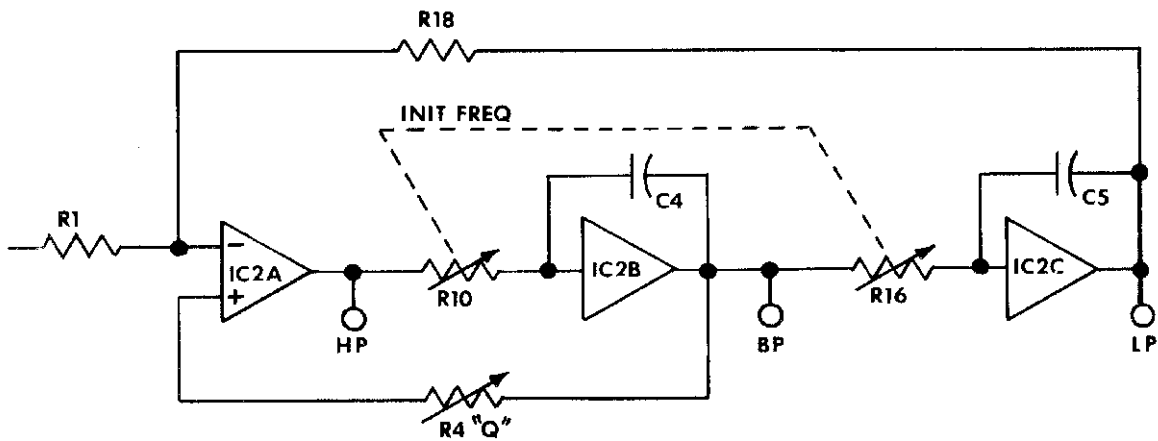 R18
INIT FREQ
C4
C5
R1
−
IC2A
+
R10
IC2B
R16
IC2C
HP
BP
LP
R4 "Q"